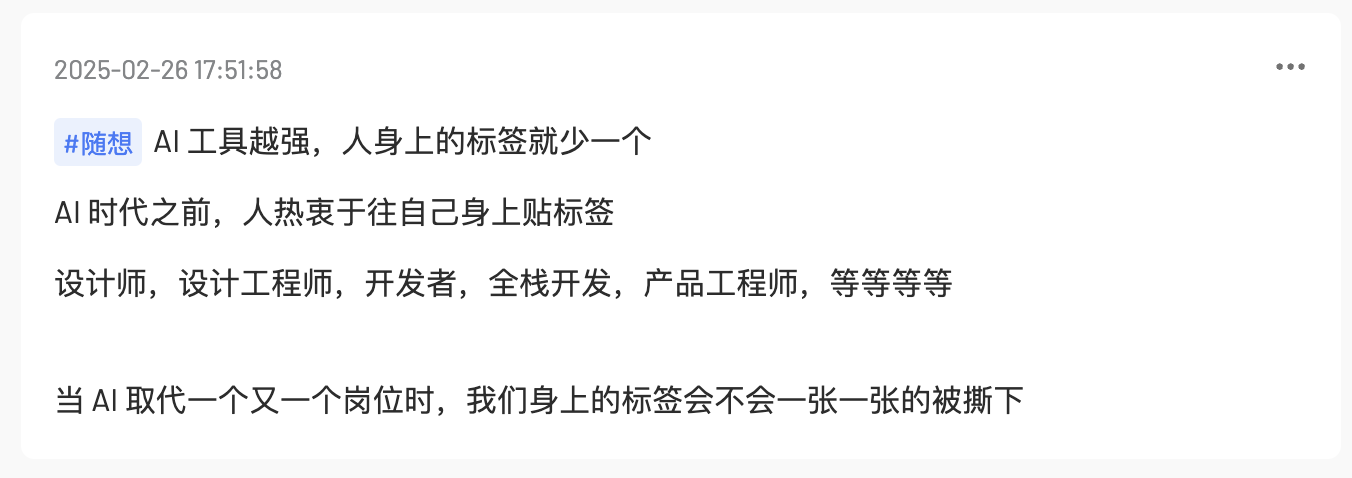 2025-02-26 17:51:58
#随想 AI 工具越强，人身上的标签就少一个
AI 时代之前，人热衷于往自己身上贴标签
设计师，设计工程师，开发者，全栈开发，产品工程师，等等等等
当 AI 取代一个又一个岗位时，我们身上的标签会不会一张一张的被撕下